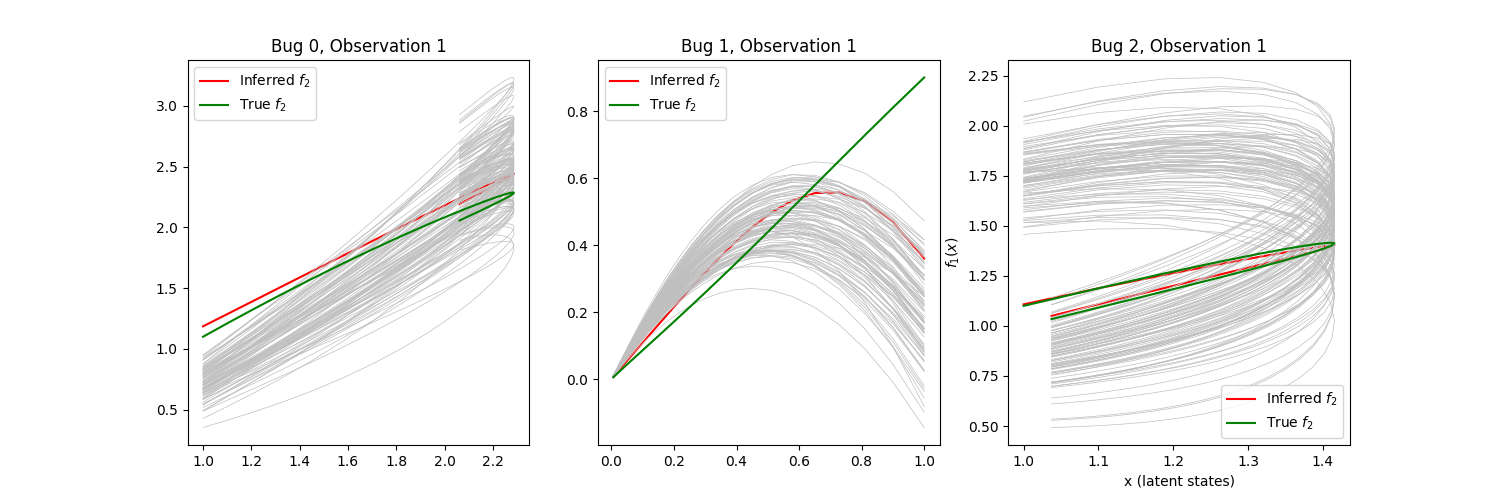 Bug 0, Observation 1
Inferred f₂
True f₂
3.0
2.5
2.0
1.5
1.0
0.5
1.0 1.2 1.4 1.6 1.8 2.0 2.2
Bug 1, Observation 1
Inferred f₂
True f₂
0.8
0.6
0.4
0.2
0.0
0.0 0.2 0.4 0.6 0.8 1.0
Bug 2, Observation 1
f₁(x)
2.25
2.00
1.75
1.50
1.25
1.00
0.75
0.50
Inferred f₂
True f₂
1.0 1.1 1.2 1.3 1.4
x (latent states)